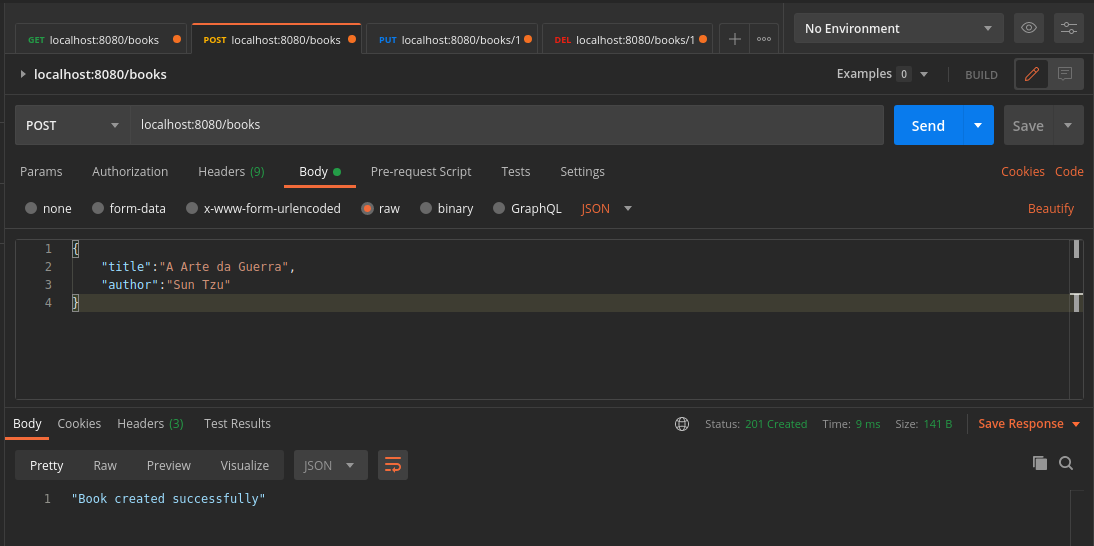 GET localhost:8080/books POST localhost:8080/books PUT localhost:8080/books/1 DEL localhost:8080/books/1 No Environment
localhost:8080/books Examples 0 BUILD
POST localhost:8080/books Send Save
Params Authorization Headers (9) Body Pre-request Script Tests Settings Cookies Code
none form-data x-www-form-urlencoded raw binary GraphQL JSON Beautify
1 {
2 "title":"A Arte da Guerra",
3 "author":"Sun Tzu"
4 }
Body Cookies Headers (3) Test Results Status: 201 Created Time: 9 ms Size: 141 B Save Response
Pretty Raw Preview Visualize JSON
1 "Book created successfully"